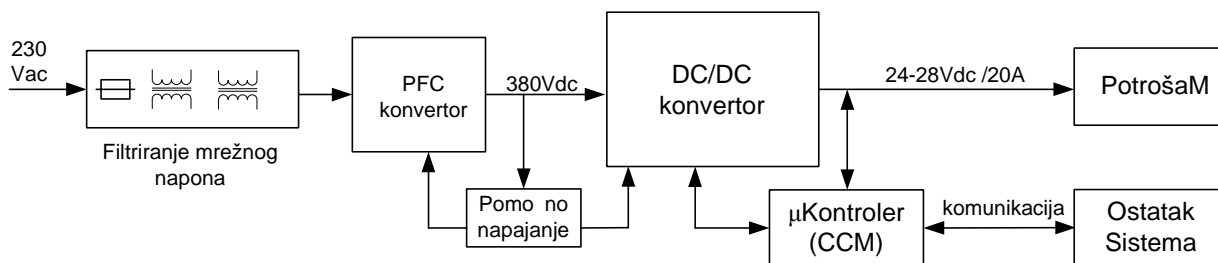 230
Vac
Filtriranje mrežnog
napona
PFC
konvertor
380Vdc
Pomo no
napajanje
DC/DC
konvertor
24-28Vdc /20A
PotrošaM
μKontroler
(CCM)
komunikacija
Ostatak
Sistema